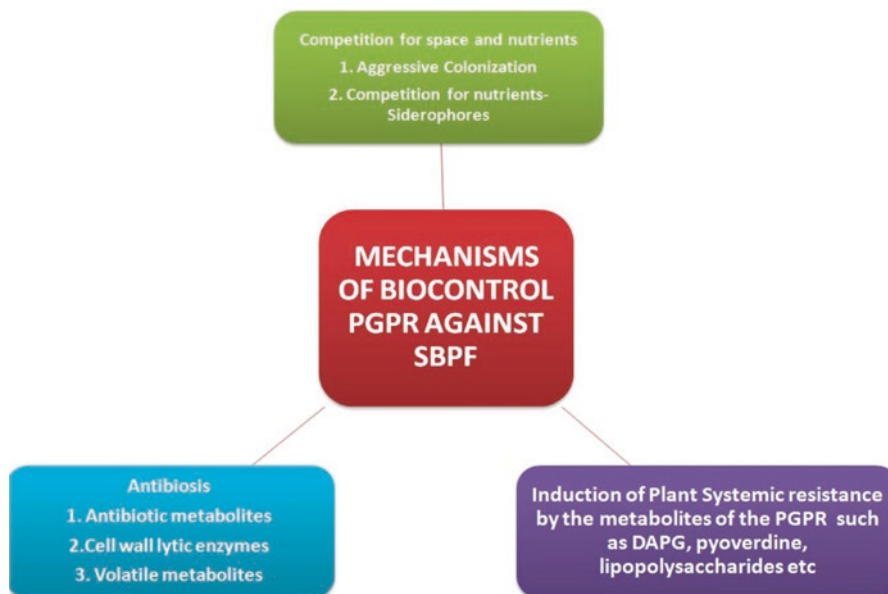 Competition for space and nutrients
1. Aggressive Colonization
2. Competition for nutrients-
Siderophores
MECHANISMS
OF BIOCONTROL
PGPR AGAINST
SBPF
Antibiosis
1. Antibiotic metabolites
2.Cell wall lytic enzymes
3. Volatile metabolites
Induction of Plant Systemic resistance
by the metabolites of the PGPR such
as DAPG, pyoverdine,
lipopolysaccharides etc